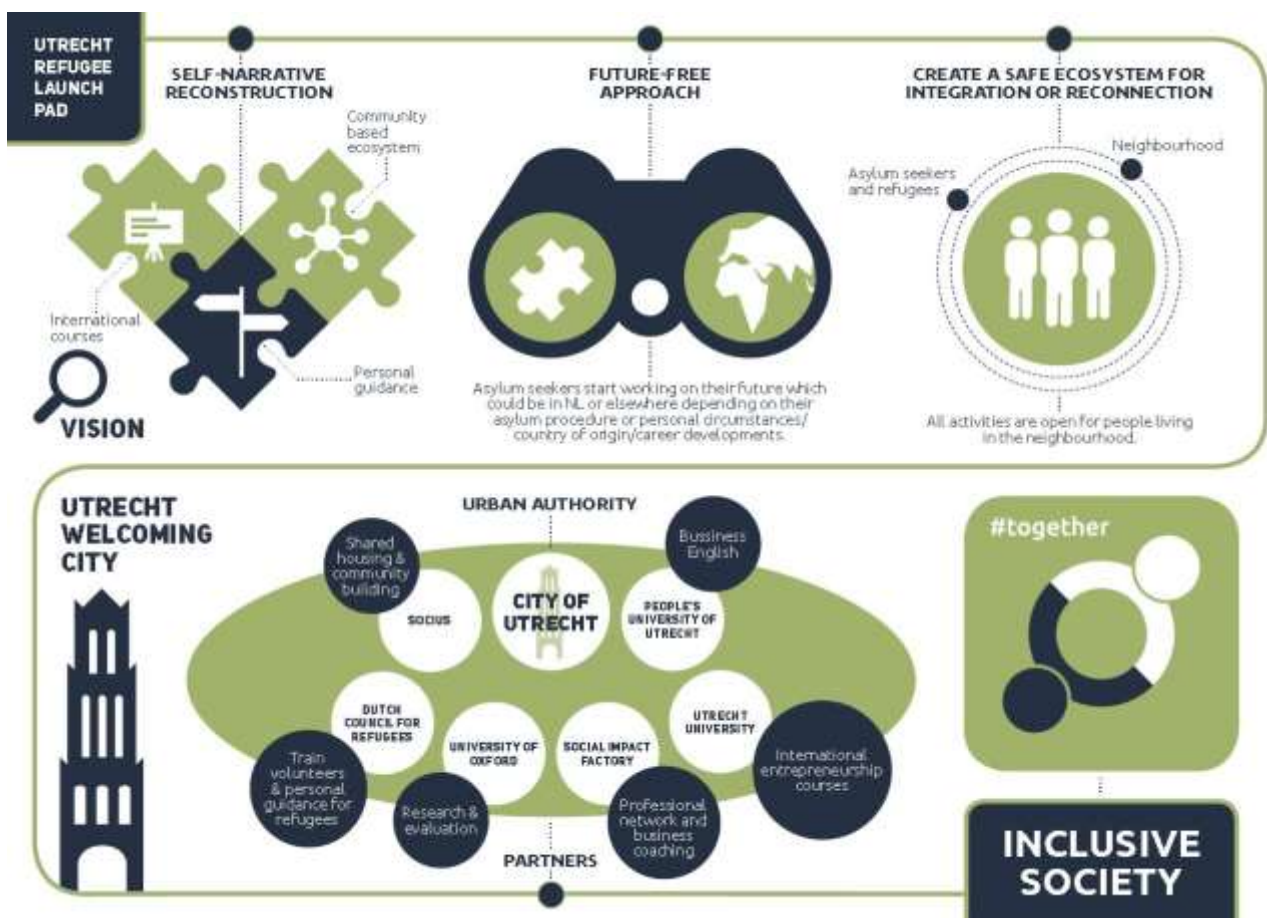 UTRECHT
REFUGEE
LAUNCH
PAD
SELF-NARRATIVE
RECONSTRUCTION
Community
based
ecosystem
International
courses
Personal
guidance
VISION
FUTURE-FREE
APPROACH
Asylum seekers start working on their future which
could be in NL or elsewhere depending on their
asylum procedure or personal circumstances/
country of origin/career developments.
CREATE A SAFE ECOSYSTEM FOR
INTEGRATION OR RECONNECTION
Neighbourhood
Asylum seekers
and refugees
All activities are open for people living
in the neighbourhood.
UTRECHT
WELCOMING
CITY
URBAN AUTHORITY
Shared
housing &
community
building
SOCIUS
CITY OF
UTRECHT
Bussiness
English
PEOPLE'S
UNIVERSITY OF
UTRECHT
DUTCH
COUNCIL FOR
REFUGEES
Train
volunteers
& personal
guidance for
refugees
UNIVERSITY OF
OXFORD
Research &
evaluation
SOCIAL IMPACT
FACTORY
Professional
network and
business
coaching
UTRECHT
UNIVERSITY
International
entrepreneurship
courses
PARTNERS
#together
INCLUSIVE
SOCIETY